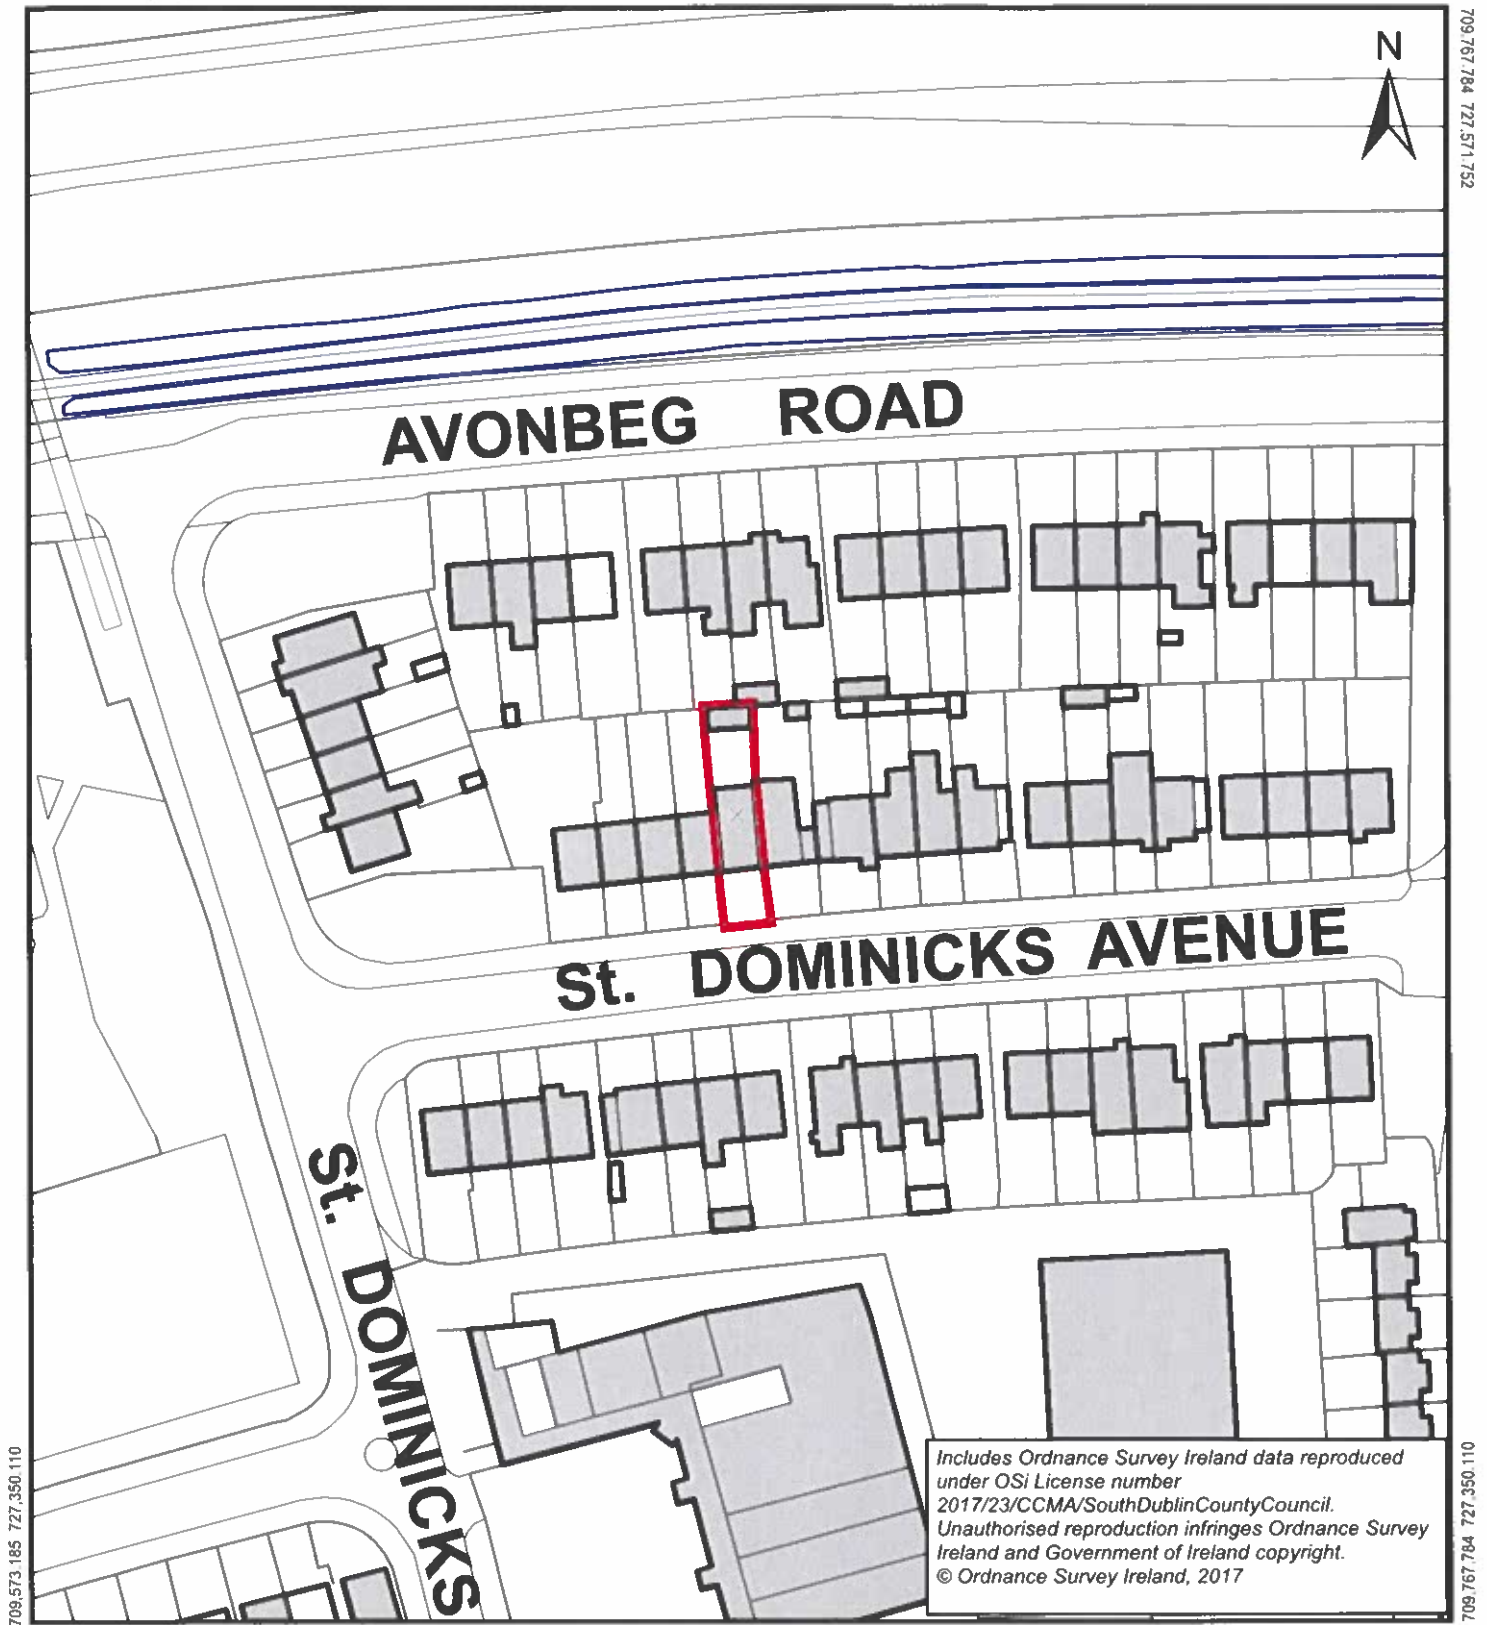 N
709,767.784 727,571.752
AVONBEG ROAD
St. DOMINICKS AVENUE
St. DOMINICKS
709,573.185 727,350.110
709,767.784 727,350.110
Includes Ordnance Survey Ireland data reproduced
under OSi License number
2017/23/CCMA/SouthDublinCountyCouncil.
Unauthorised reproduction infringes Ordnance Survey
Ireland and Government of Ireland copyright.
© Ordnance Survey Ireland, 2017